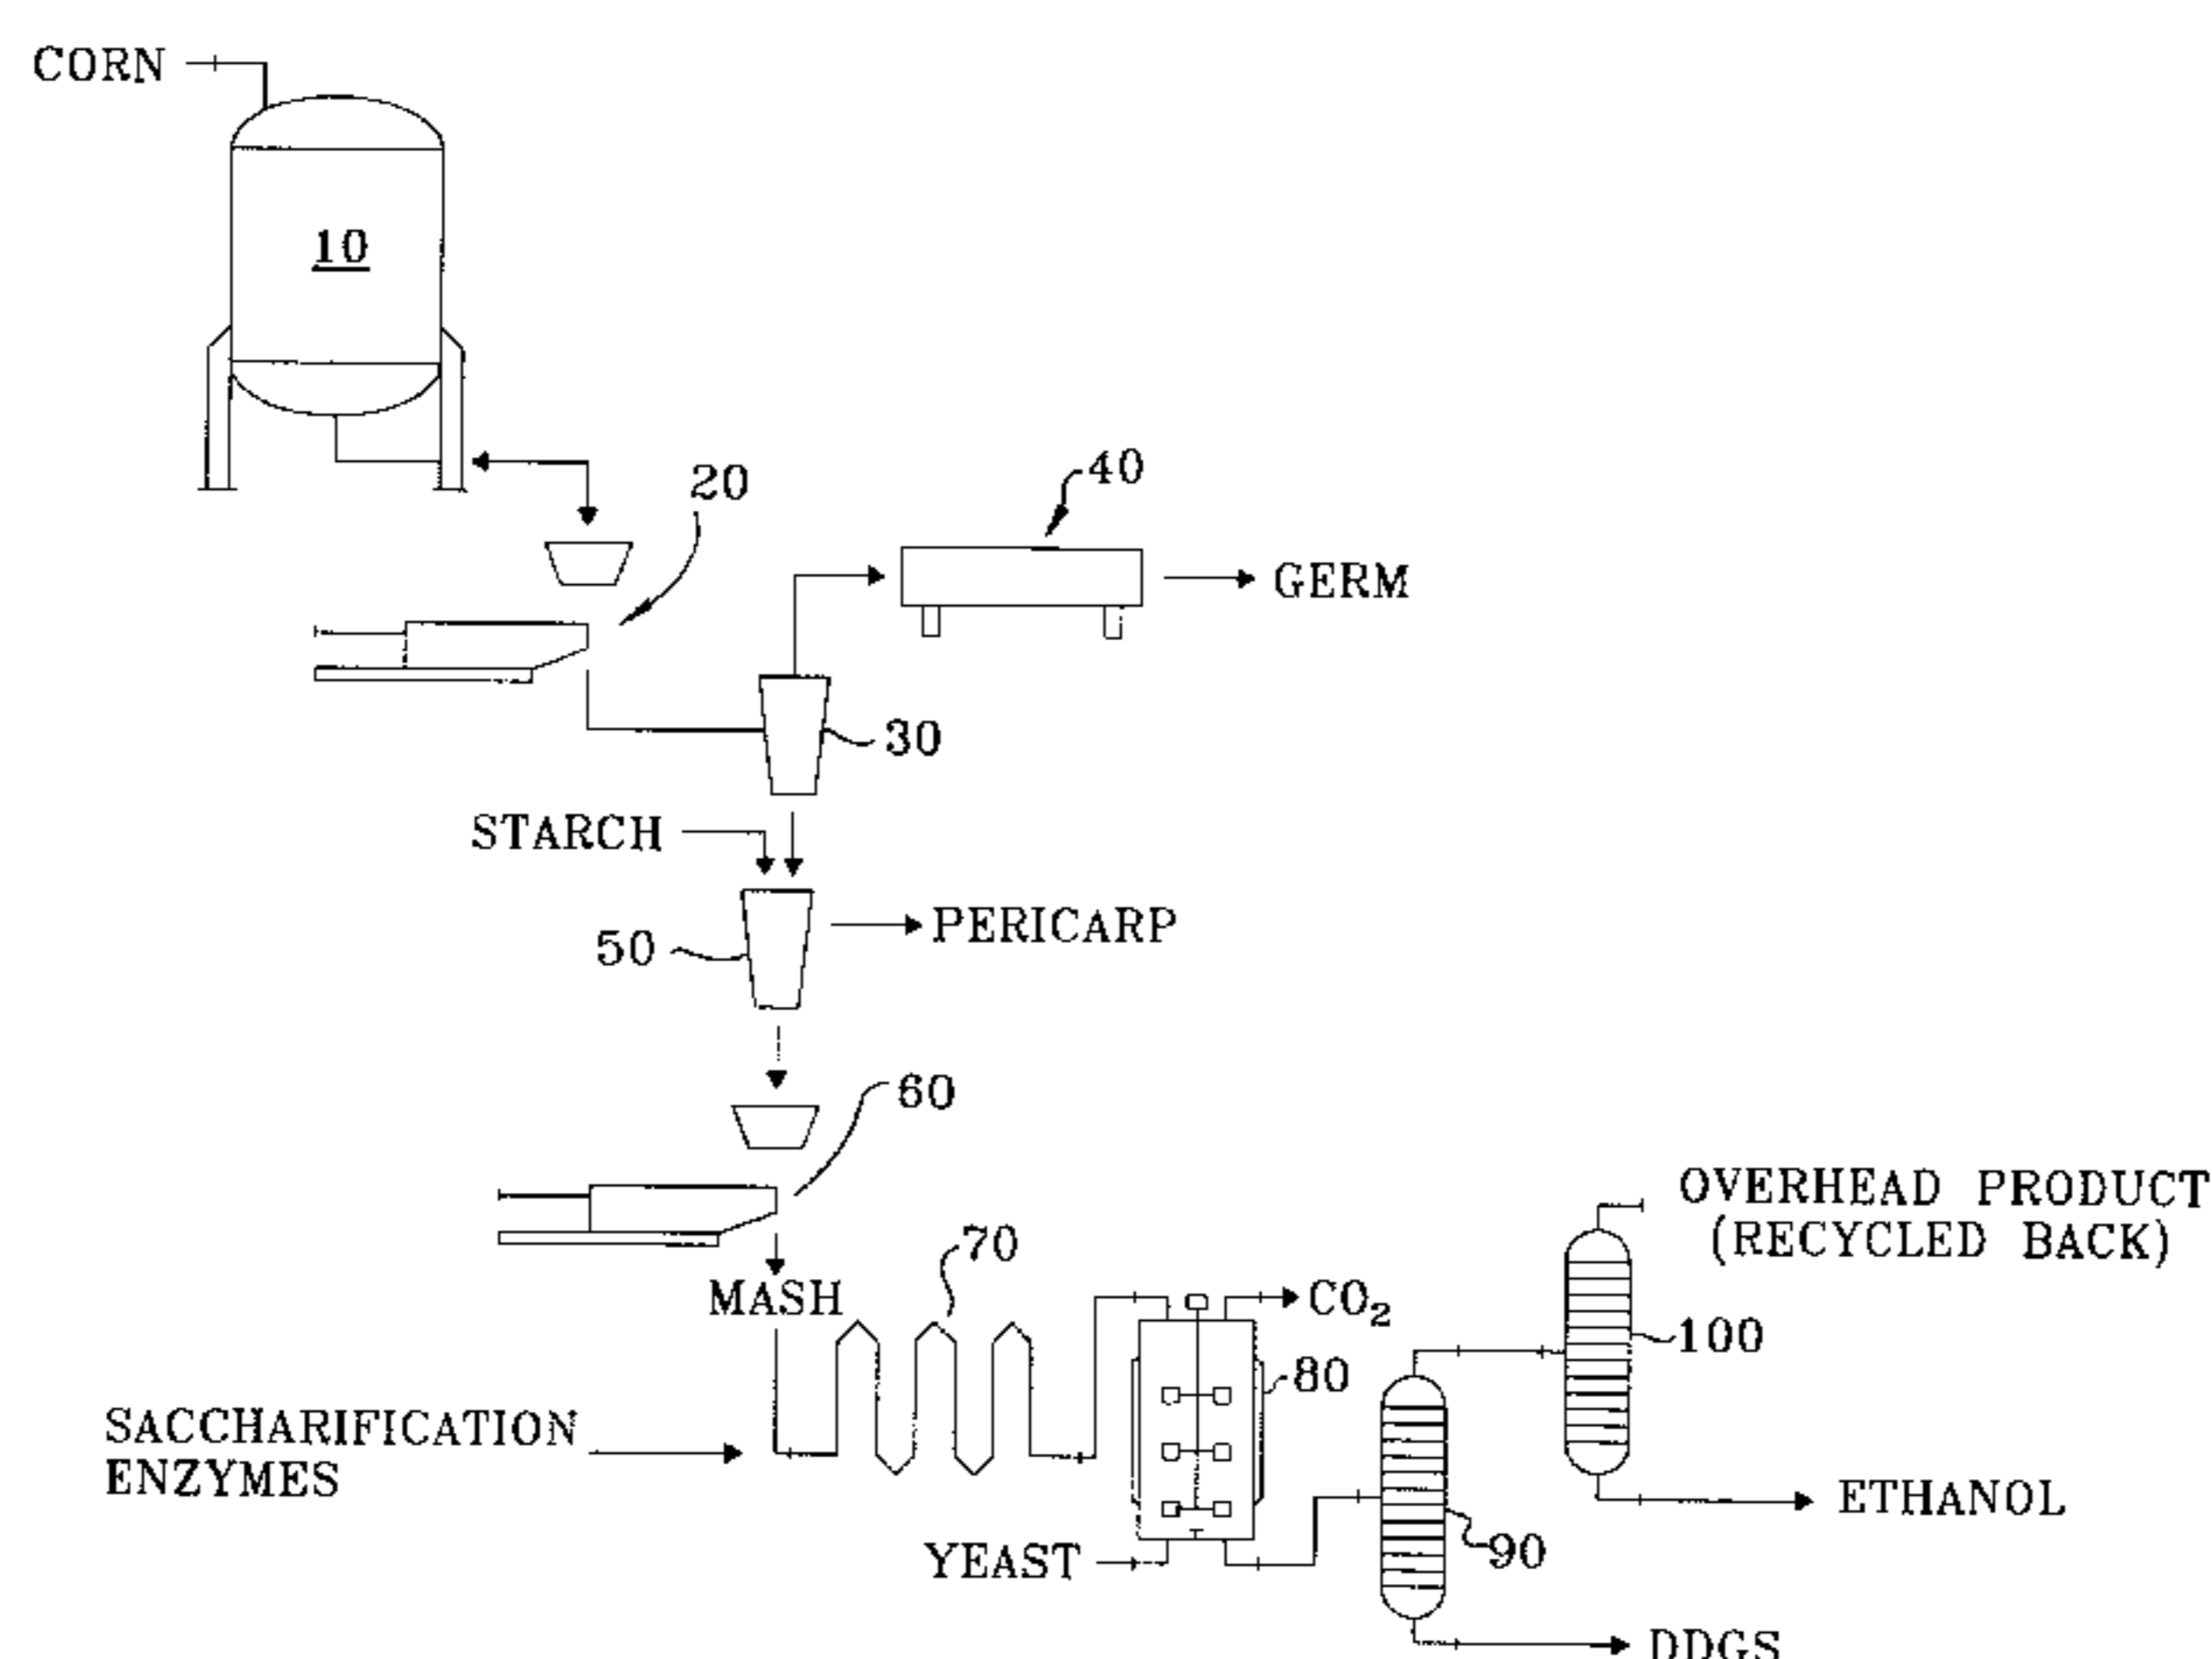 CORN
10
20
40
GERM
30
STARCH
PERICARP
50
60
OVERHEAD PRODUCT
(RECYCLED BACK)
70
MASH
CO2
100
80
SACCHARIFICATION
ENZYMES
ETHANOL
YEAST
90
DDGS